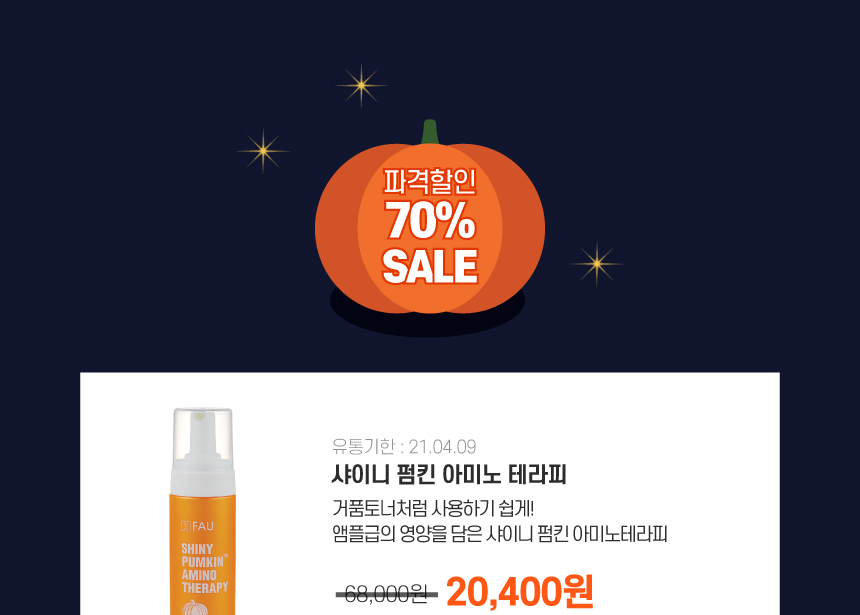 파격할인
70%
SALE
유통기한 : 21.04.09
샤이니 펌킨 아미노 테라피
거품토너처럼 사용하기 쉽게!
앰플급의 영양을 담은 샤이니 펌킨 아미노테라피
68,000원 20,400원
FAU
SHINY
PUMKIN™
AMINO
THERAPY